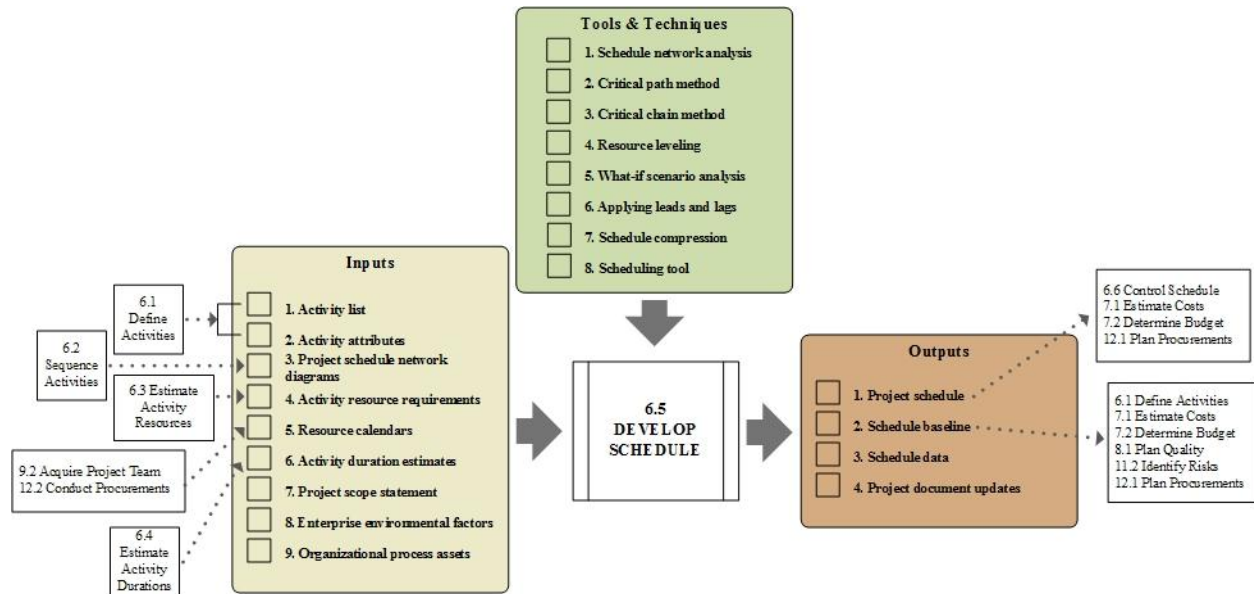 Tools & Techniques
1. Schedule network analysis
2. Critical path method
3. Critical chain method
4. Resource leveling
5. What-if scenario analysis
6. Applying leads and lags
7. Schedule compression
8. Scheduling tool
6.1
Define
Activities
6.2
Sequence
Activities
6.3 Estimate
Activity
Resources
9.2 Acquire Project Team
12.2 Conduct Procurements
6.4
Estimate
Activity
Durations
Inputs
1. Activity list
2. Activity attributes
3. Project schedule network
diagrams
4. Activity resource requirements
5. Resource calendars
6. Activity duration estimates
7. Project scope statement
8. Enterprise environmental factors
9. Organizational process assets
6.5
DEVELOP
SCHEDULE
Outputs
1. Project schedule
2. Schedule baseline
3. Schedule data
4. Project document updates
6.6 Control Schedule
7.1 Estimate Costs
7.2 Determine Budget
12.1 Plan Procurements
6.1 Define Activities
7.1 Estimate Costs
7.2 Determine Budget
8.1 Plan Quality
11.2 Identify Risks
12.1 Plan Procurements